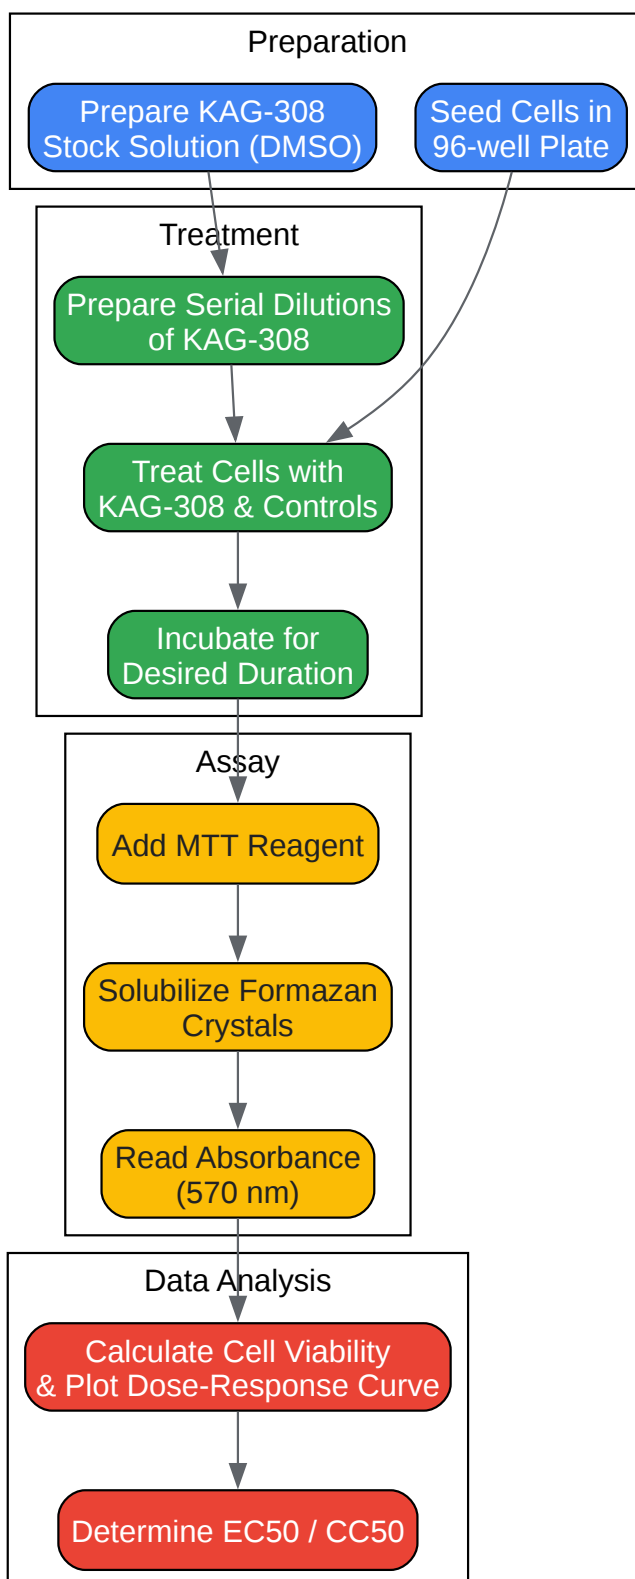 Preparation
Prepare KAG-308
Stock Solution (DMSO)
Seed Cells in
96-well Plate
Treatment
Prepare Serial Dilutions
of KAG-308
Treat Cells with
KAG-308 & Controls
Incubate for
Desired Duration
Assay
Add MTT Reagent
Solubilize Formazan
Crystals
Read Absorbance
(570 nm)
Data Analysis
Calculate Cell Viability
& Plot Dose-Response Curve
Determine EC50 / CC50